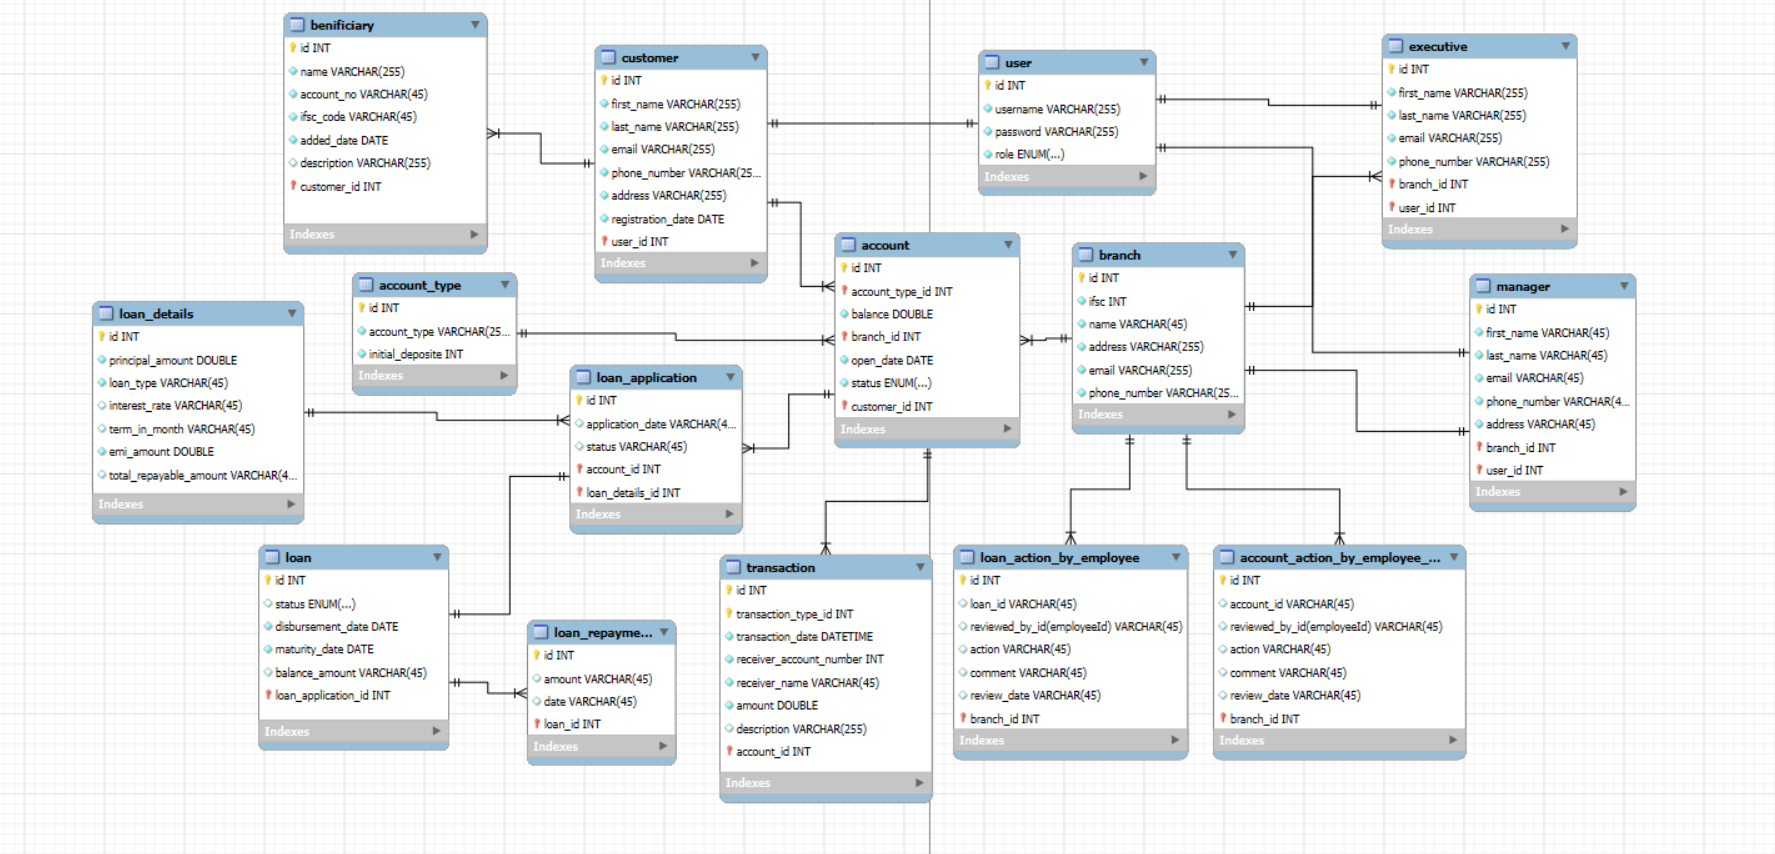 benificiary
id INT
name VARCHAR(255)
account_no VARCHAR(45)
ifsc_code VARCHAR(45)
added_date DATE
description VARCHAR(255)
customer_id INT
Indexes
customer
id INT
first_name VARCHAR(255)
last_name VARCHAR(255)
email VARCHAR(255)
phone_number VARCHAR(25...
address VARCHAR(255)
registration_date DATE
user_id INT
Indexes
user
id INT
username VARCHAR(255)
password VARCHAR(255)
role ENUM(...)
Indexes
executive
id INT
first_name VARCHAR(255)
last_name VARCHAR(255)
email VARCHAR(255)
phone_number VARCHAR(255)
branch_id INT
user_id INT
Indexes
account_type
id INT
account_type VARCHAR(25...
initial_deposite INT
Indexes
account
id INT
account_type_id INT
balance DOUBLE
branch_id INT
open_date DATE
status ENUM(...)
customer_id INT
Indexes
branch
id INT
ifsc INT
name VARCHAR(45)
address VARCHAR(255)
email VARCHAR(255)
phone_number VARCHAR(25...
Indexes
manager
id INT
first_name VARCHAR(45)
last_name VARCHAR(45)
email VARCHAR(45)
phone_number VARCHAR(4...
address VARCHAR(45)
branch_id INT
user_id INT
Indexes
loan_details
id INT
principal_amount DOUBLE
loan_type VARCHAR(45)
interest_rate VARCHAR(45)
term_in_month VARCHAR(45)
emi_amount DOUBLE
total_repayable_amount VARCHAR(4...
Indexes
loan_application
id INT
application_date VARCHAR(4...
status VARCHAR(45)
account_id INT
loan_details_id INT
Indexes
loan
id INT
status ENUM(...)
disbursement_date DATE
maturity_date DATE
balance_amount VARCHAR(45)
loan_application_id INT
Indexes
loan_repayme...
id INT
amount VARCHAR(45)
date VARCHAR(45)
loan_id INT
Indexes
transaction
id INT
transaction_type_id INT
transaction_date DATETIME
receiver_account_number INT
receiver_name VARCHAR(45)
amount DOUBLE
description VARCHAR(255)
account_id INT
Indexes
loan_action_by_employee
id INT
loan_id VARCHAR(45)
reviewed_by_id(employeeId) VARCHAR(45)
action VARCHAR(45)
comment VARCHAR(45)
review_date VARCHAR(45)
branch_id INT
Indexes
account_action_by_employee_...
id INT
account_id VARCHAR(45)
reviewed_by_id(employeeId) VARCHAR(45)
action VARCHAR(45)
comment VARCHAR(45)
review_date VARCHAR(45)
branch_id INT
Indexes